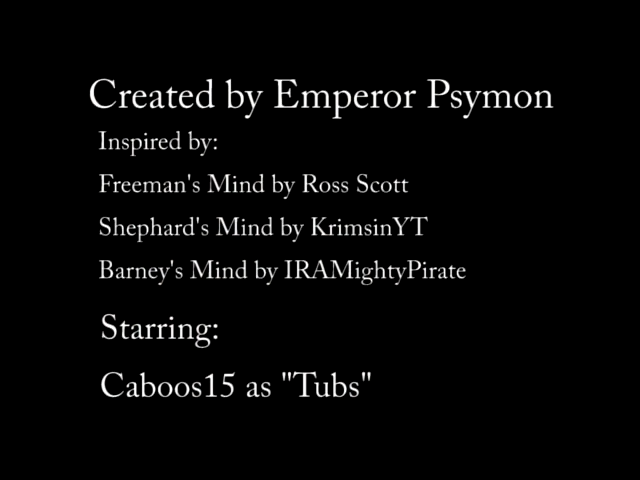 Created by Emperor Psymon
Inspired by:
Freeman's Mind by Ross Scott
Shephard's Mind by KrimsinYT
Barney's Mind by IRAMightyPirate
Starring:
Caboos15 as "Tubs"